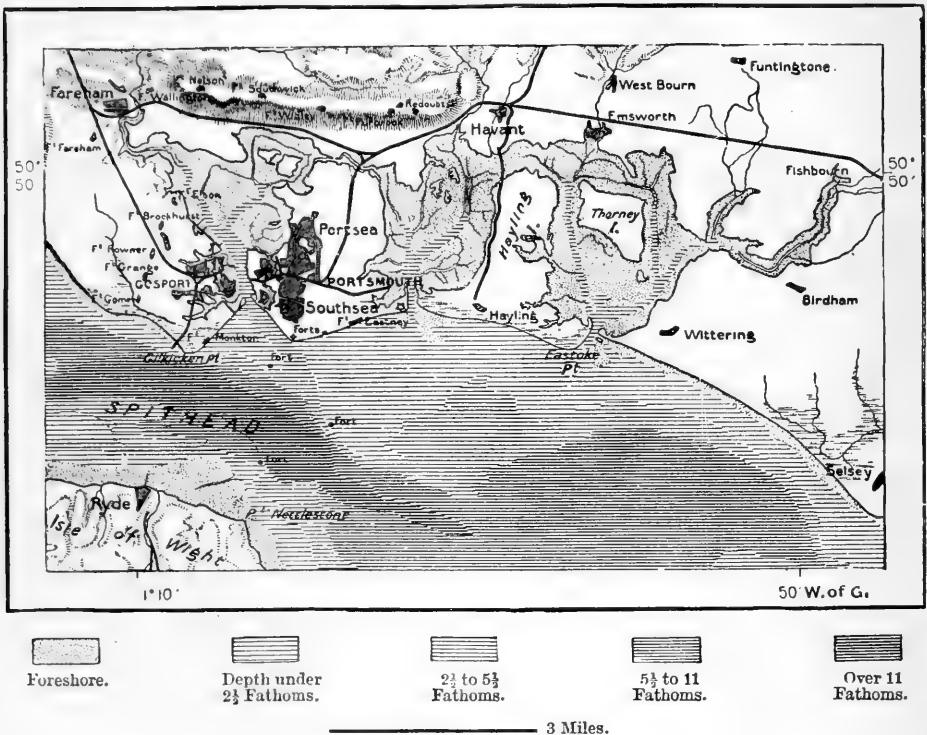 Funtingtone
Nelson
Southwick
West Bourn
Fareham
Redoubt
Emsworth
Havant
Ft Fareham
50'
50
50'
50'
Fishbourn
Ft Elson
Ft Brockhurst
Portsea
Hayling I.
Thorney I.
Ft Rowner
Ft Grange
GOSPORT
PORTSMOUTH
Ft Gomer
Southsea
Hayling
Birdham
Forts
Ft Eastney
Ft Monkton
Wittering
Gilkicken Pt
Fort
Eastoke Pt
SPITHEAD
Fort
Fort
Selsey
Ryde
Pt Nettlestone
Isle of Wight
1°10'
50' W. of G.
Foreshore.
Depth under
2½ Fathoms.
2½ to 5½
Fathoms.
5½ to 11
Fathoms.
Over 11
Fathoms.
3 Miles.